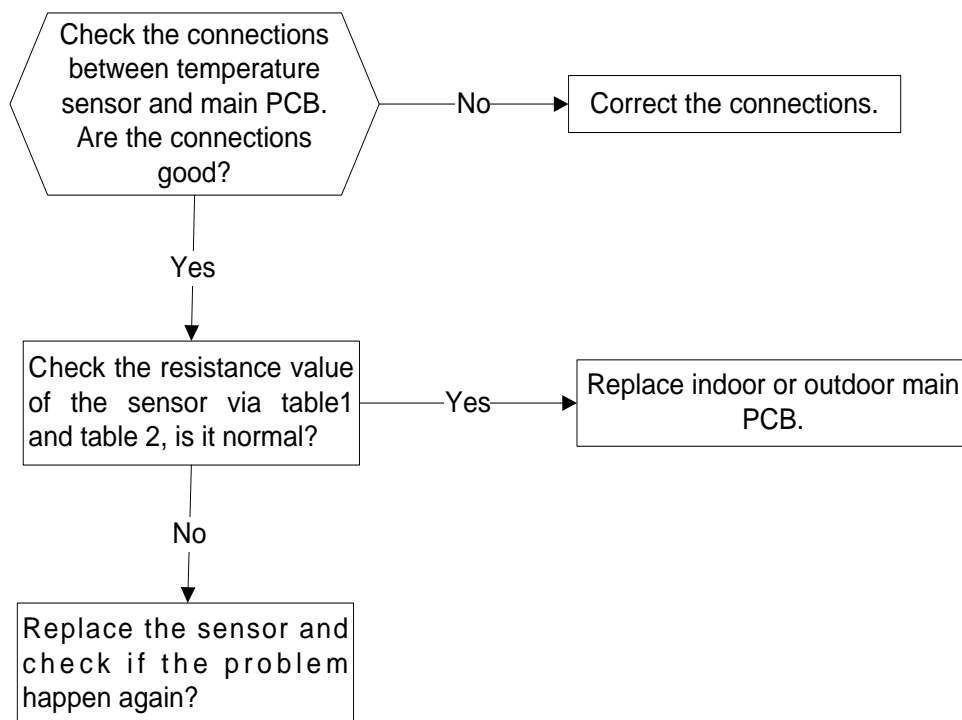 Check the connections
between temperature
sensor and main PCB.
Are the connections
good?
No
Correct the connections.
Yes
Check the resistance value
of the sensor via table1
and table 2, is it normal?
Yes
Replace indoor or outdoor main
PCB.
No
Replace the sensor and
check if the problem
happen again?